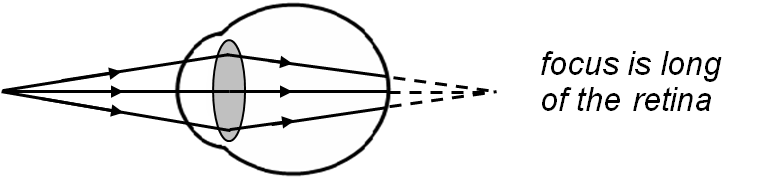 focus is long
of the retina